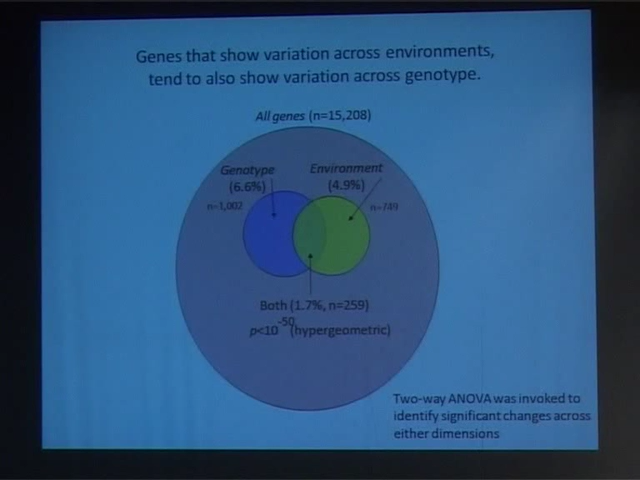 Genes that show variation across environments,
tend to also show variation across genotype.
All genes (n=15,208)
Genotype
(6.6%)
n=1,002
Environment
(4.9%)
n=749
Both (1.7%, n=259)
p<10^-50 (hypergeometric)
Two-way ANOVA was invoked to
identify significant changes across
either dimensions